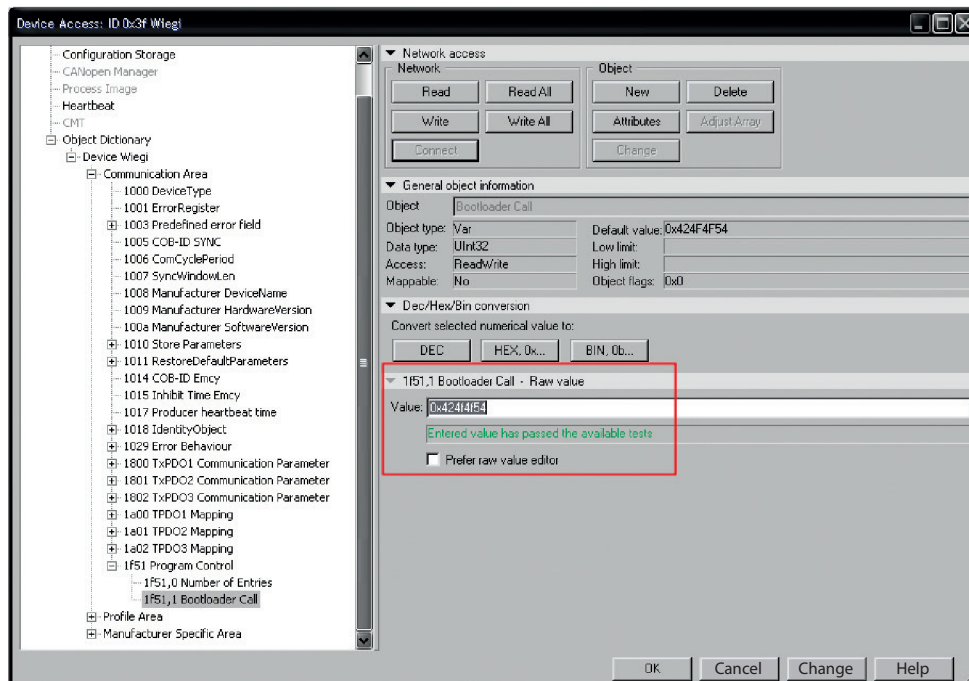 Device Access: ID 0x3f Wiegi
Configuration Storage
CANopen Manager
Process Image
Heartbeat
CMT
Object Dictionary
Device Wiegi
Communication Area
1000 DeviceType
1001 ErrorRegister
1003 Predefined error field
1005 COB-ID SYNC
1006 ComCyclePeriod
1007 SyncWindowLen
1008 Manufacturer DeviceName
1009 Manufacturer HardwareVersion
100a Manufacturer SoftwareVersion
1010 Store Parameters
1011 RestoreDefaultParameters
1014 COB-ID Emcy
1015 Inhibit Time Emcy
1017 Producer heartbeat time
1018 IdentityObject
1029 Error Behaviour
1800 TxPDO1 Communication Parameter
1801 TxPDO2 Communication Parameter
1802 TxPDO3 Communication Parameter
1a00 TPDO1 Mapping
1a01 TPDO2 Mapping
1a02 TPDO3 Mapping
1f51 Program Control
1f51,0 Number of Entries
1f51,1 Bootloader Call
Profile Area
Manufacturer Specific Area
Network access
Network
Read Read All
Write Write All
Connect
Object
New Delete
Attributes Adjust Array
Change
General object information
Object Bootloader Call
Object type: Var Default value: 0x424F4F54
Data type: UInt32 Low limit:
Access: ReadWrite High limit:
Mappable: No Object flags: 0x0
Dec/Hex/Bin conversion
Convert selected numerical value to:
DEC HEX, 0x... BIN, 0b...
1f51,1 Bootloader Call - Raw value
Value: 0x424f4f54
Entered value has passed the available tests
Prefer raw value editor
OK Cancel Change Help